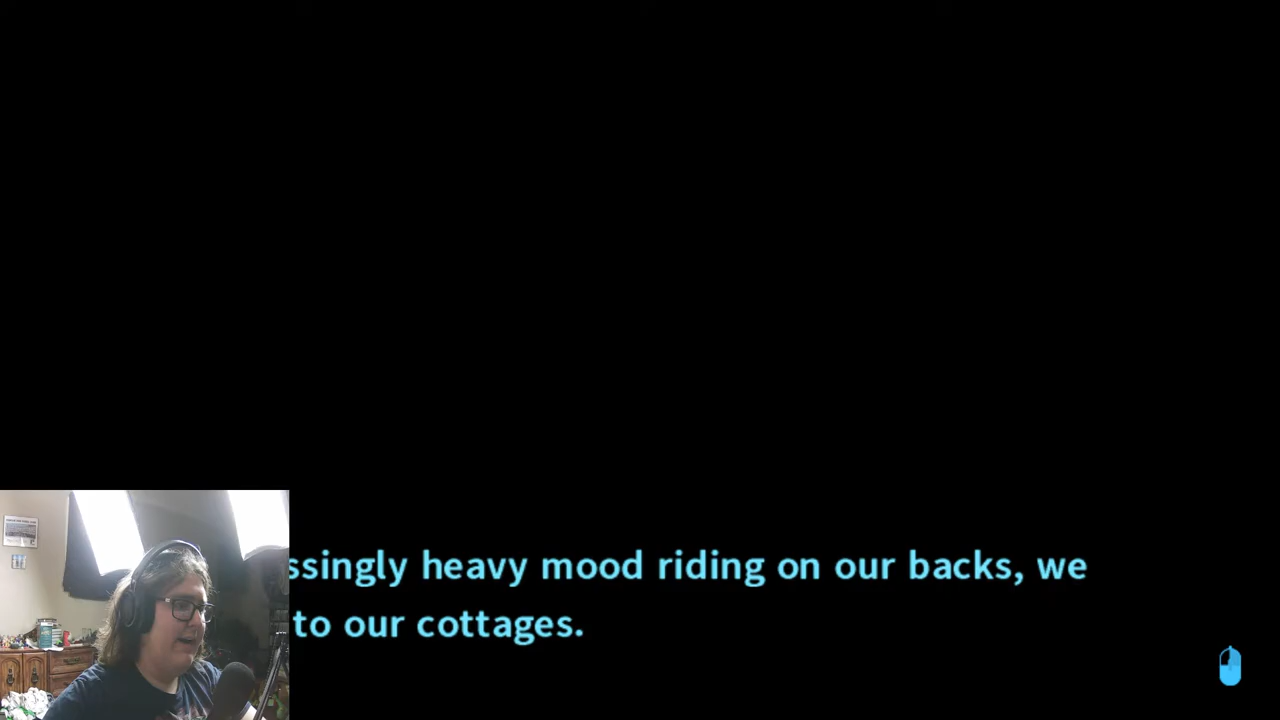 ssingly heavy mood riding on our backs, we
to our cottages.